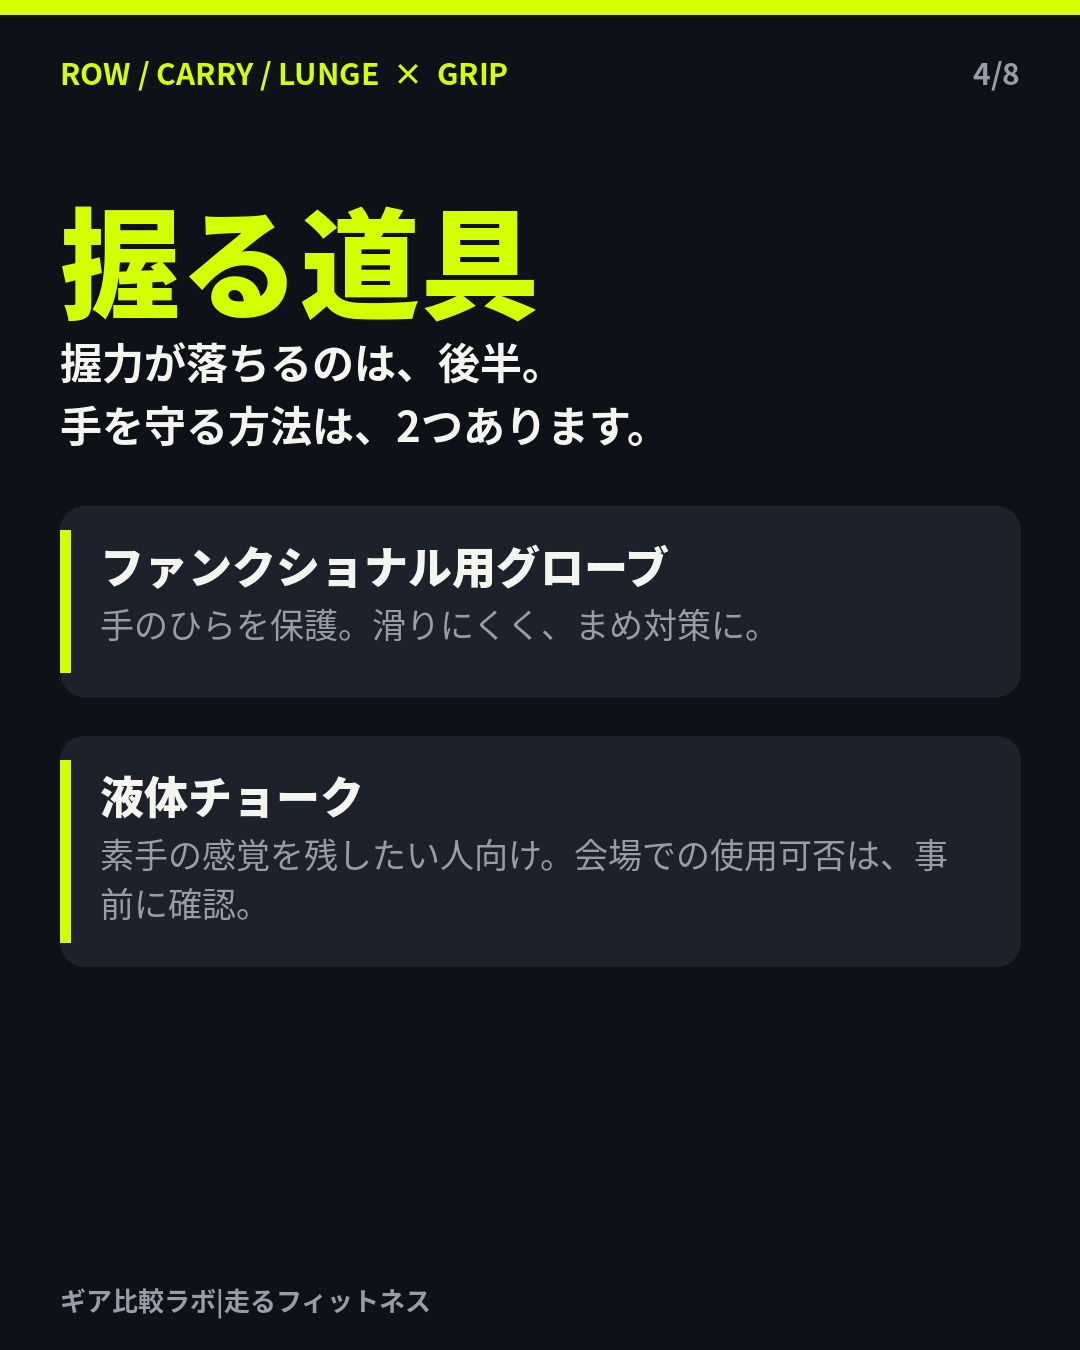 ROW / CARRY / LUNGE × GRIP
4/8
握る道具
握力が落ちるのは、後半。
手を守る方法は、2つあります。
ファンクショナル用グローブ
手のひらを保護。滑りにくく、まめ対策に。
液体チョーク
素手の感覚を残したい人向け。会場での使用可否は、事
前に確認。
ギア比較ラボ|走るフィットネス